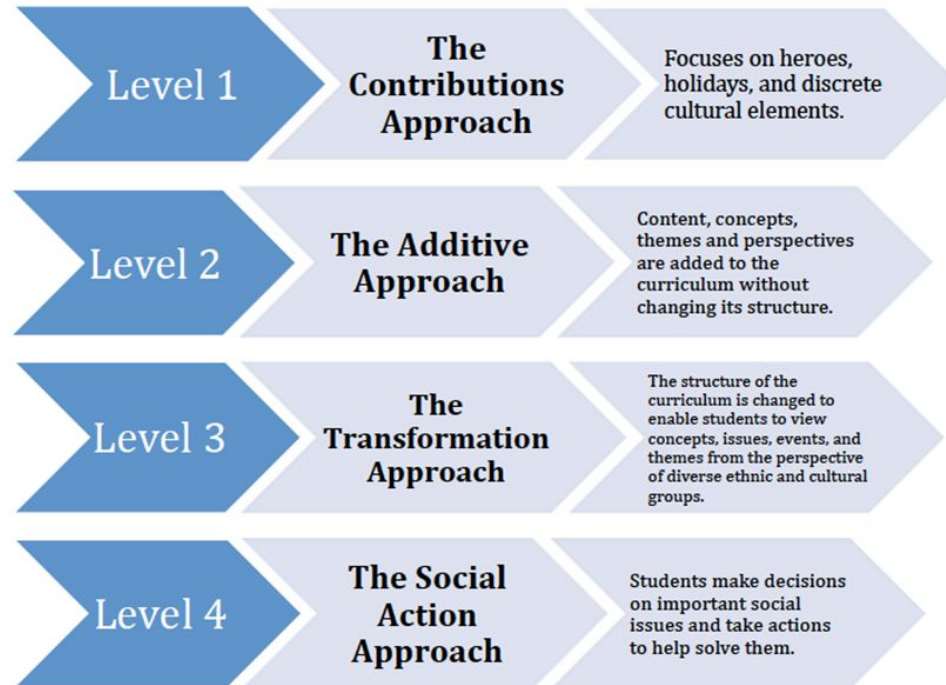 Level 1
The
Contributions
Approach
Focuses on heroes,
holidays, and discrete
cultural elements.
Level 2
The Additive
Approach
Content, concepts,
themes and perspectives
are added to the
curriculum without
changing its structure.
Level 3
The
Transformation
Approach
The structure of the
curriculum is changed to
enable students to view
concepts, issues, events, and
themes from the perspective
of diverse ethnic and cultural
groups.
Level 4
The Social
Action
Approach
Students make decisions
on important social
issues and take actions
to help solve them.